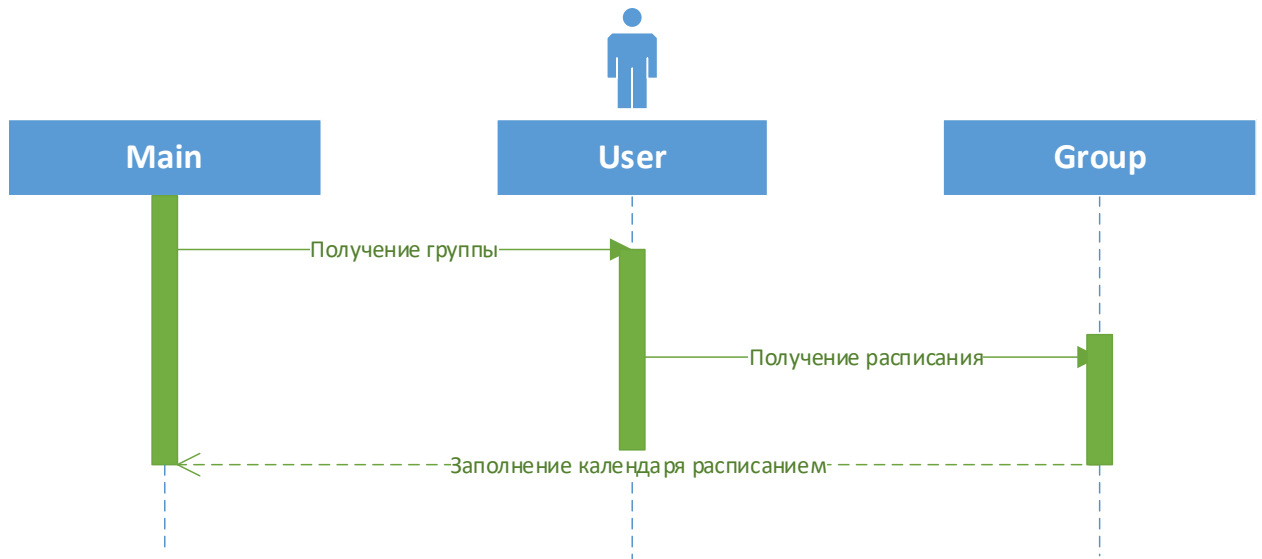 Main
User
Group
Получение группы
Получение расписания
Заполнение календаря расписанием